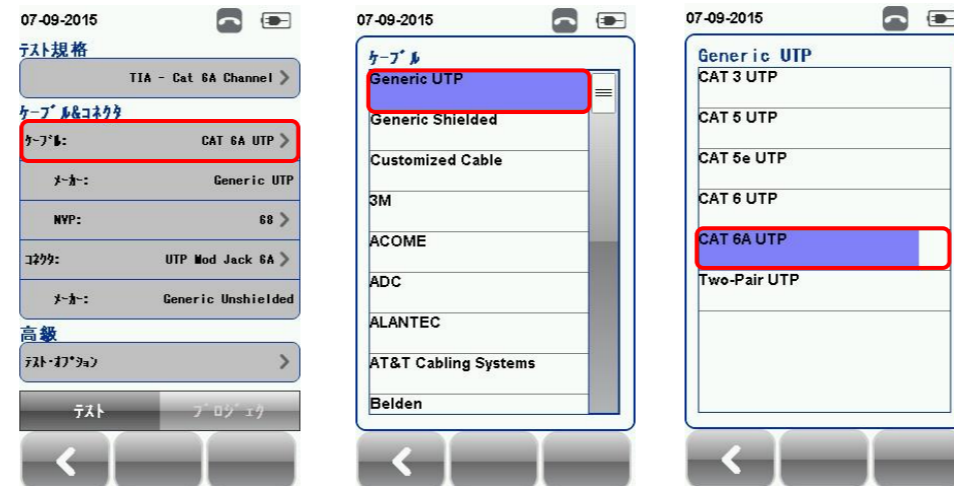 07-09-2015
テスト規格
TIA - Cat 6A Channel
ケーブル&コネクタ
ケーブル: CAT 6A UTP
メーカー: Generic UTP
NVP: 68
コネクタ: UTP Mod Jack 6A
メーカー: Generic Unshielded
高級
テスト・オプション
テスト プロジェク
07-09-2015
ケーブル
Generic UTP
Generic Shielded
Customized Cable
3M
ACOME
ADC
ALANTEC
AT&T Cabling Systems
Belden
07-09-2015
Generic UTP
CAT 3 UTP
CAT 5 UTP
CAT 5e UTP
CAT 6 UTP
CAT 6A UTP
Two-Pair UTP